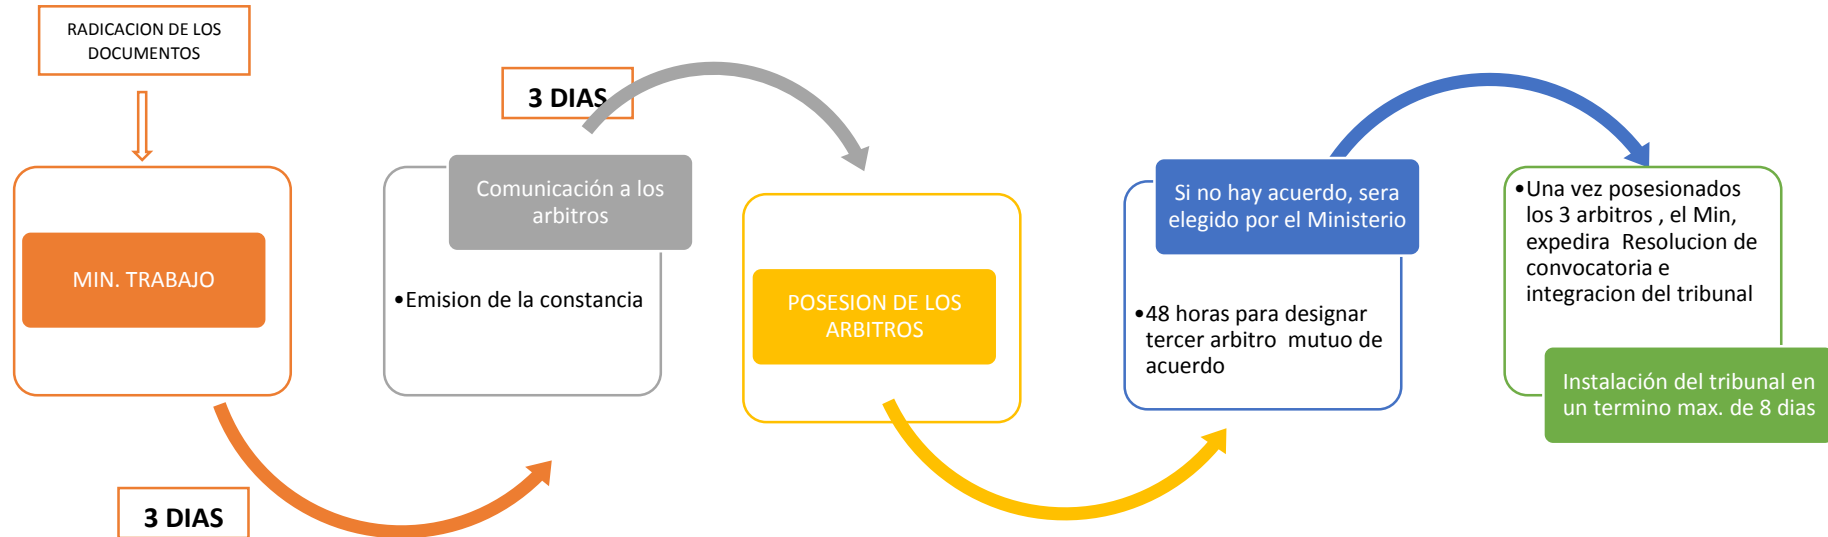 RADICACION DE LOS
DOCUMENTOS
MIN. TRABAJO
3 DIAS
3 DIAS
Comunicación a los
arbitros
•Emision de la constancia
POSESION DE LOS
ARBITROS
Si no hay acuerdo, sera
elegido por el Ministerio
•48 horas para designar
tercer arbitro mutuo de
acuerdo
•Una vez posesionados
los 3 arbitros , el Min,
expedira Resolucion de
convocatoria e
integracion del tribunal
Instalación del tribunal en
un termino max. de 8 dias